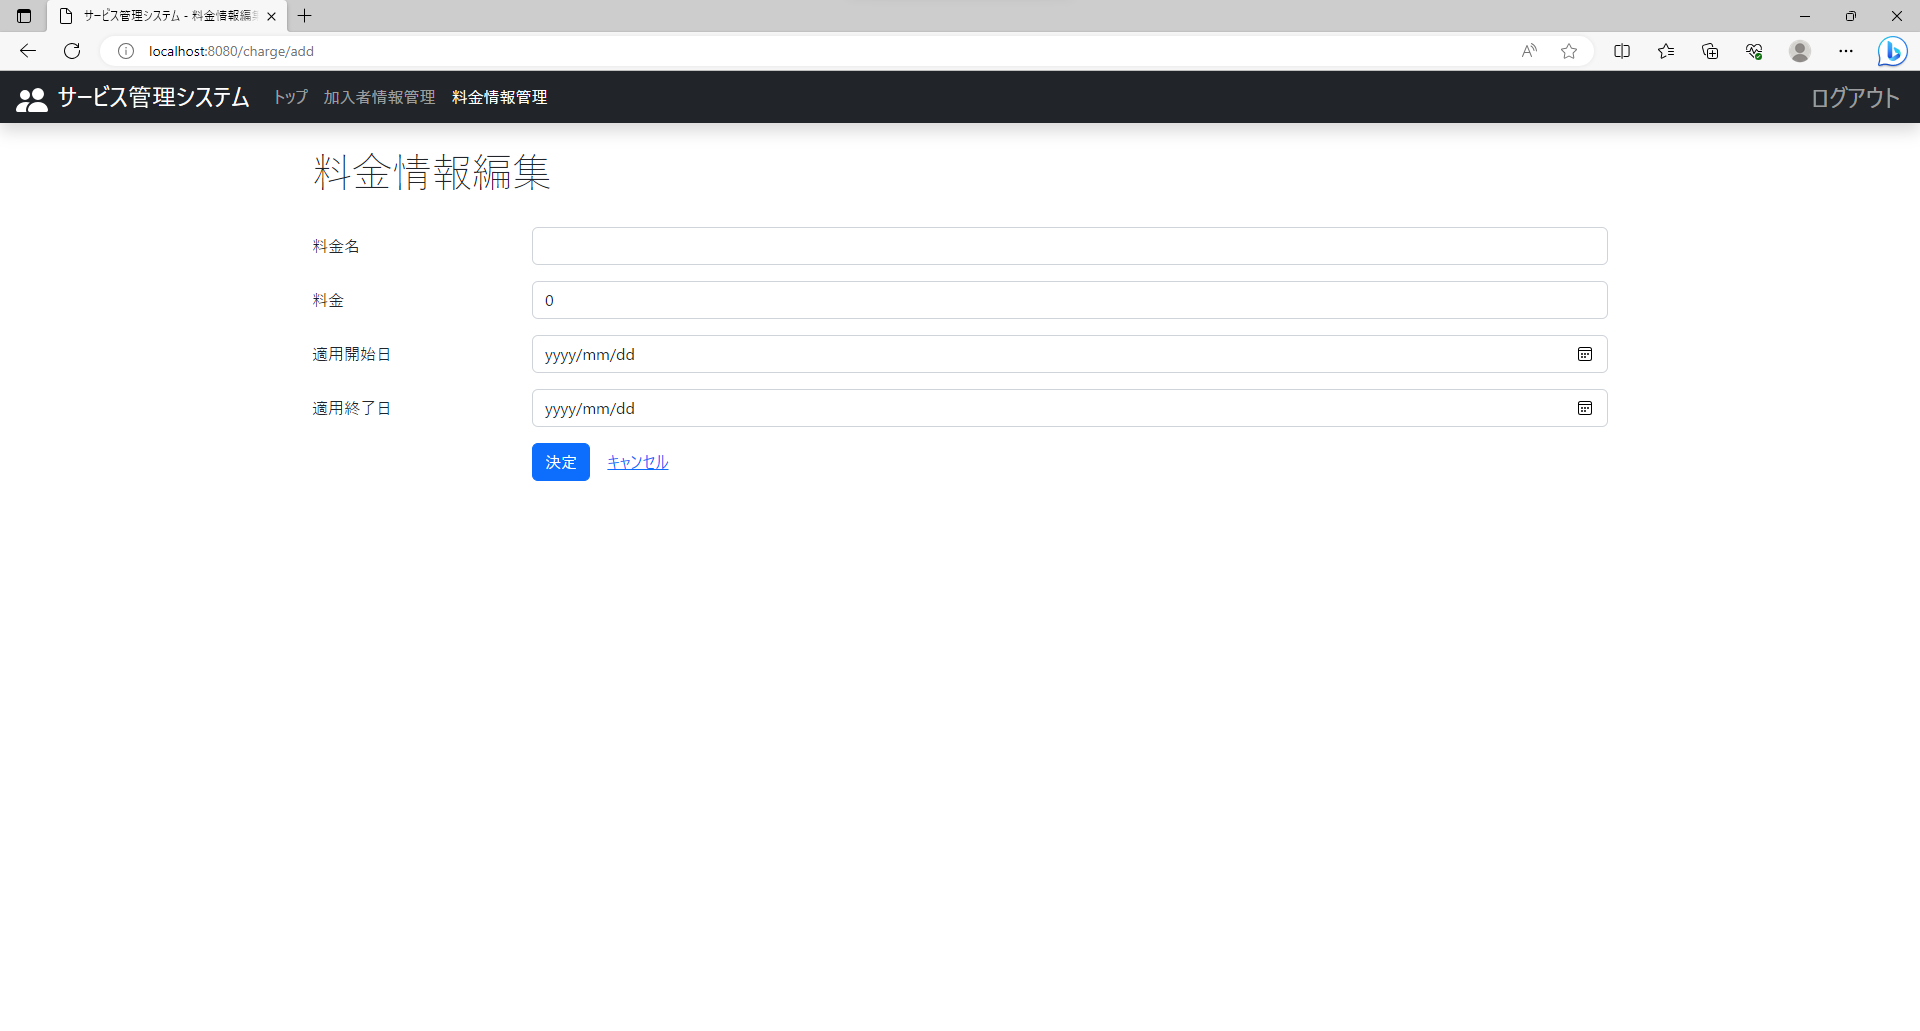 サービス管理システム - 料金情報編集
localhost:8080/charge/add
サービス管理システム トップ 加入者情報管理 料金情報管理 ログアウト
料金情報編集
料金名
料金 0
適用開始日 yyyy/mm/dd
適用終了日 yyyy/mm/dd
決定 キャンセル